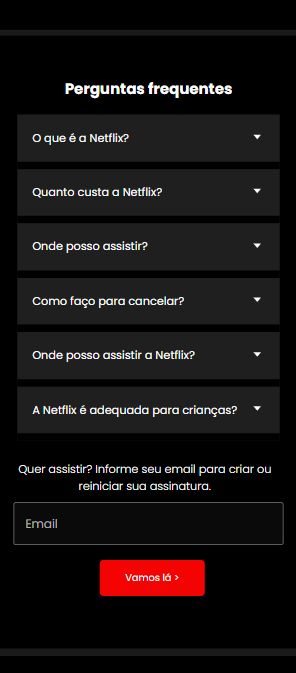 Perguntas frequentes
O que é a Netflix?
Quanto custa a Netflix?
Onde posso assistir?
Como faço para cancelar?
Onde posso assistir a Netflix?
A Netflix é adequada para crianças?
Quer assistir? Informe seu email para criar ou
reiniciar sua assinatura.
Email
Vamos lá >